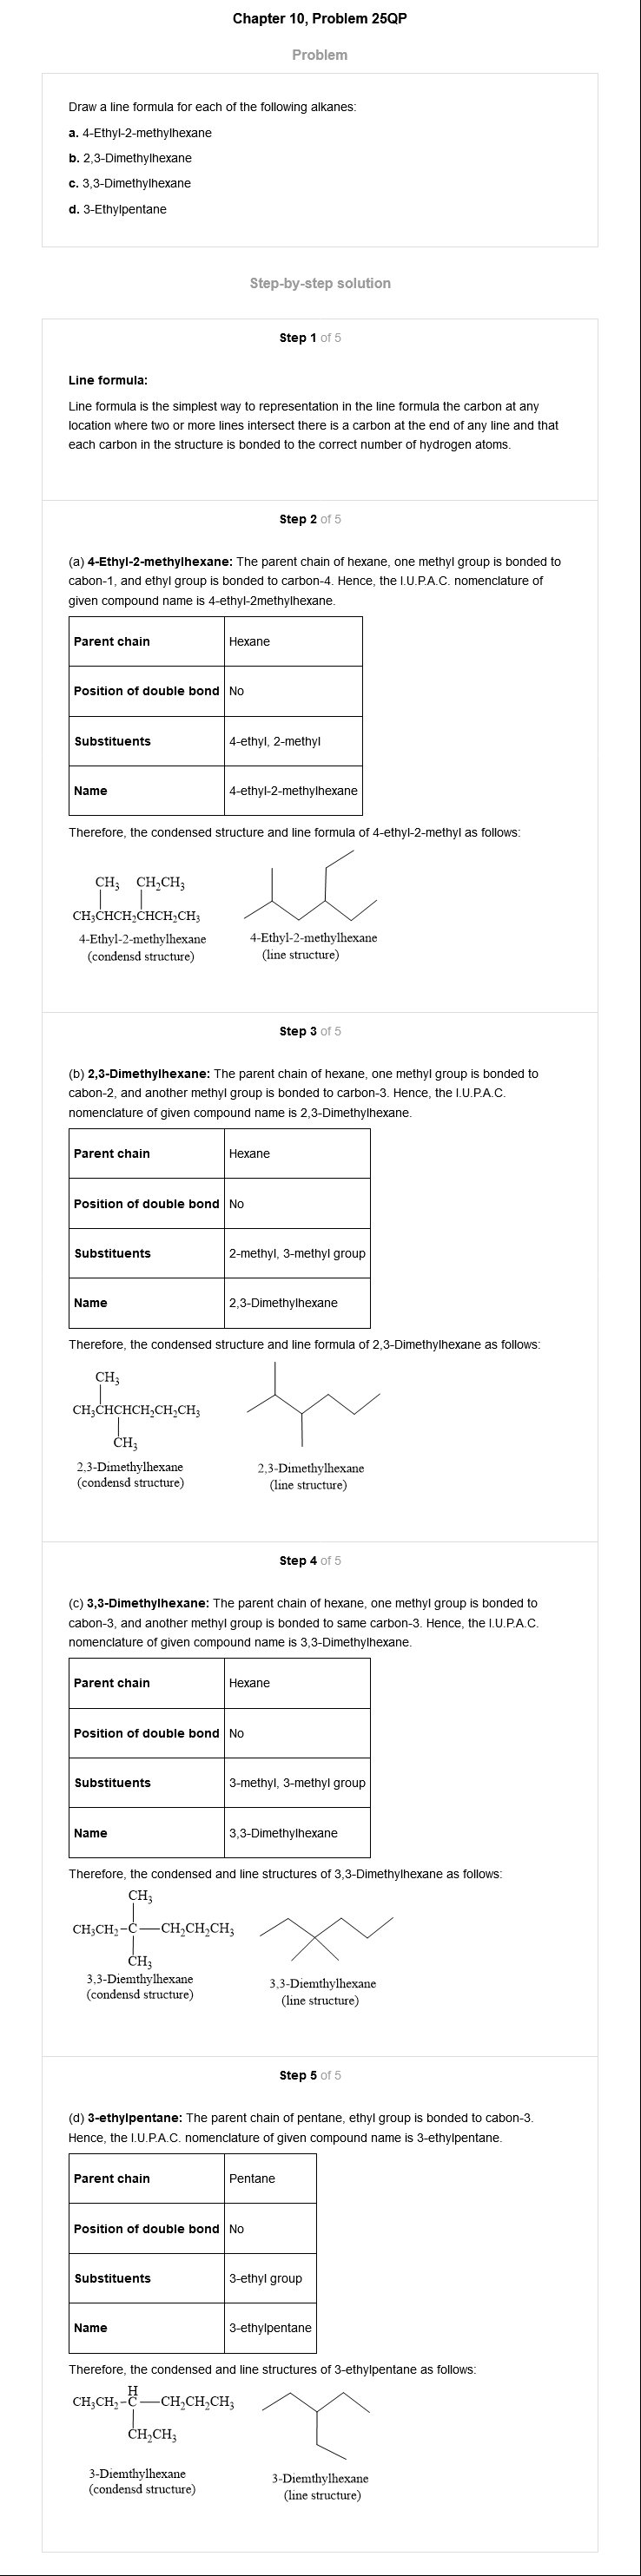 Chapter 10, Problem 25QP
Problem
Draw a line formula for each of the following alkanes:
a. 4-Ethyl-2-methylhexane
b. 2,3-Dimethylhexane
c. 3,3-Dimethylhexane
d. 3-Ethylpentane
Step-by-step solution
Step 1 of 5
Line formula:
Line formula is the simplest way to representation in the line formula the carbon at any
location where two or more lines intersect there is a carbon at the end of any line and that
each carbon in the structure is bonded to the correct number of hydrogen atoms.
Step 2 of 5
(a) 4-Ethyl-2-methylhexane: The parent chain of hexane, one methyl group is bonded to
cabon-1, and ethyl group is bonded to carbon-4. Hence, the I.U.P.A.C. nomenclature of
given compound name is 4-ethyl-2methylhexane.
Parent chain Hexane
Position of double bond No
Substituents 4-ethyl, 2-methyl
Name 4-ethyl-2-methylhexane
Therefore, the condensed structure and line formula of 4-ethyl-2-methyl as follows:
CH₃ CH₂CH₃
CH₃CHCH₂CHCH₂CH₃
4-Ethyl-2-methylhexane
(condensd structure)
4-Ethyl-2-methylhexane
(line structure)
Step 3 of 5
(b) 2,3-Dimethylhexane: The parent chain of hexane, one methyl group is bonded to
cabon-2, and another methyl group is bonded to carbon-3. Hence, the I.U.P.A.C.
nomenclature of given compound name is 2,3-Dimethylhexane.
Parent chain Hexane
Position of double bond No
Substituents 2-methyl, 3-methyl group
Name 2,3-Dimethylhexane
Therefore, the condensed structure and line formula of 2,3-Dimethylhexane as follows:
CH₃
CH₃CHCHCH₂CH₂CH₃
CH₃
2,3-Dimethylhexane
(condensd structure)
2,3-Dimethylhexane
(line structure)
Step 4 of 5
(c) 3,3-Dimethylhexane: The parent chain of hexane, one methyl group is bonded to
cabon-3, and another methyl group is bonded to same carbon-3. Hence, the I.U.P.A.C.
nomenclature of given compound name is 3,3-Dimethylhexane.
Parent chain Hexane
Position of double bond No
Substituents 3-methyl, 3-methyl group
Name 3,3-Dimethylhexane
Therefore, the condensed and line structures of 3,3-Dimethylhexane as follows:
CH₃
CH₃CH₂-C—CH₂CH₂CH₃
CH₃
3,3-Diemthylhexane
(condensd structure)
3,3-Diemthylhexane
(line structure)
Step 5 of 5
(d) 3-ethylpentane: The parent chain of pentane, ethyl group is bonded to cabon-3.
Hence, the I.U.P.A.C. nomenclature of given compound name is 3-ethylpentane.
Parent chain Pentane
Position of double bond No
Substituents 3-ethyl group
Name 3-ethylpentane
Therefore, the condensed and line structures of 3-ethylpentane as follows:
H
CH₃CH₂-C—CH₂CH₂CH₃
CH₂CH₃
3-Diemthylhexane
(condensd structure)
3-Diemthylhexane
(line structure)